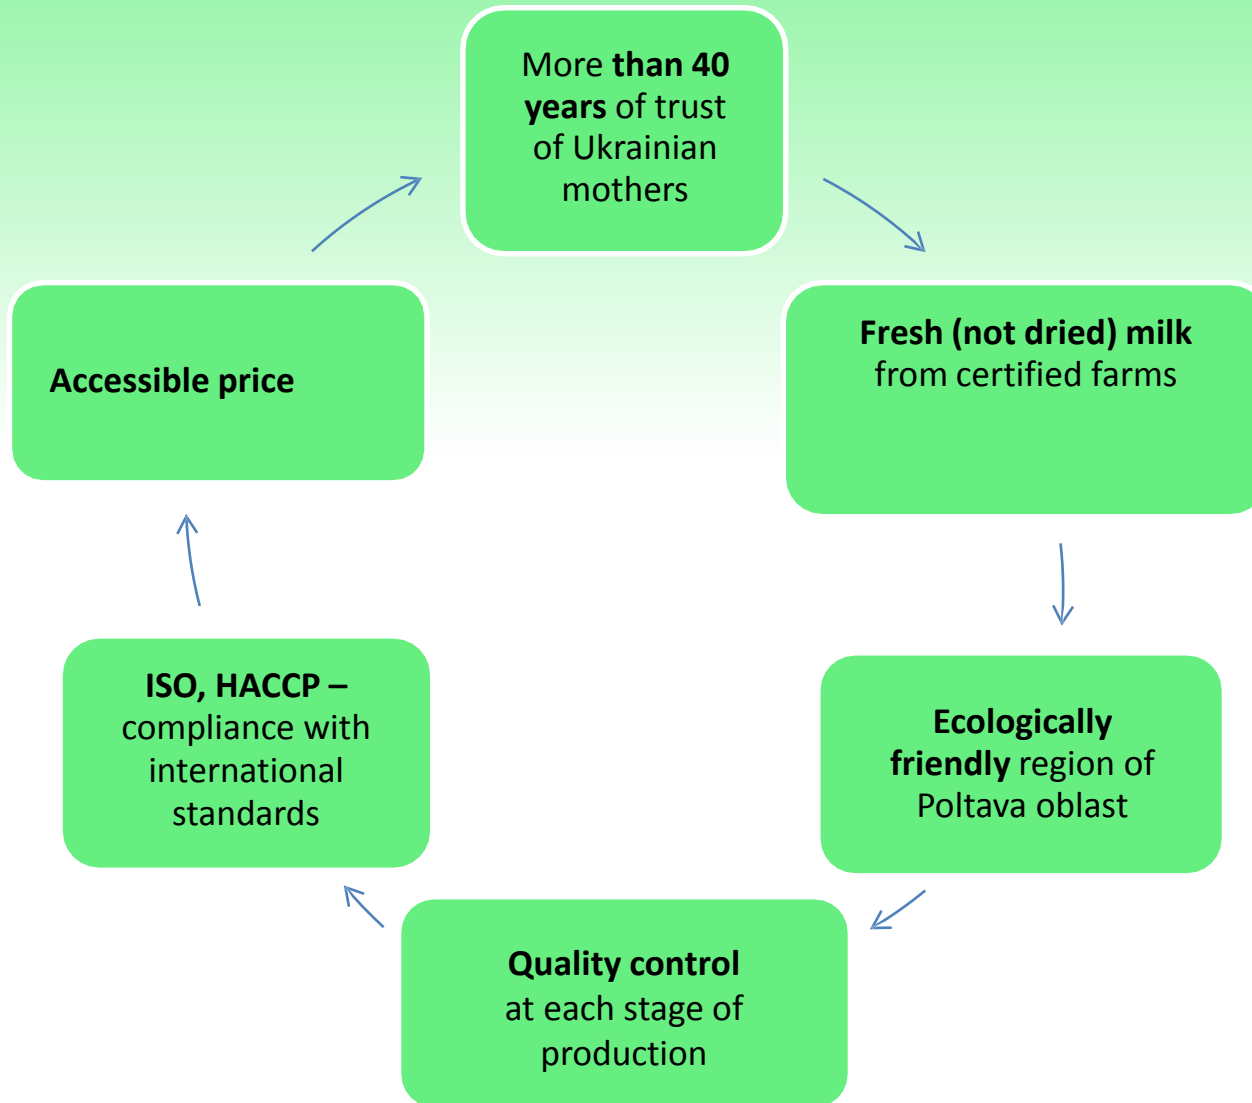 More than 40
years of trust
of Ukrainian
mothers
Fresh (not dried) milk
from certified farms
Ecologically
friendly region of
Poltava oblast
Quality control
at each stage of
production
ISO, HACCP –
compliance with
international
standards
Accessible price